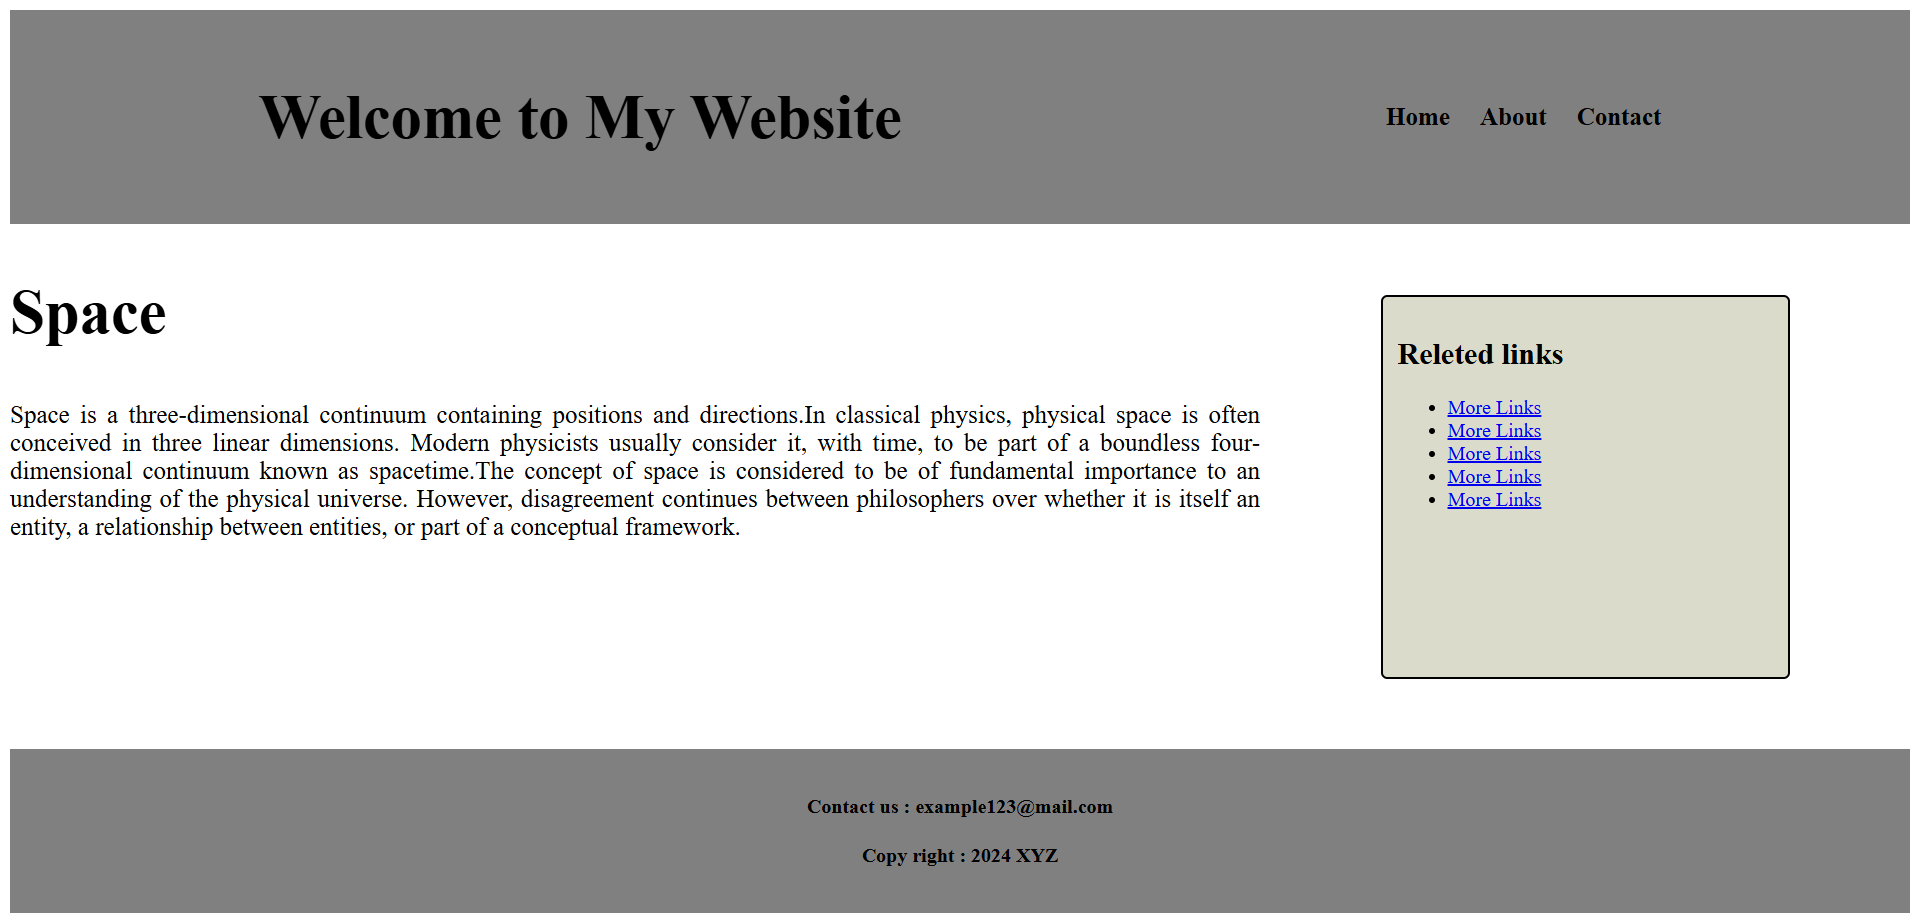 Welcome to My Website
Home About Contact
Space
Space is a three-dimensional continuum containing positions and directions.In classical physics, physical space is often
conceived in three linear dimensions. Modern physicists usually consider it, with time, to be part of a boundless four-
dimensional continuum known as spacetime.The concept of space is considered to be of fundamental importance to an
understanding of the physical universe. However, disagreement continues between philosophers over whether it is itself an
entity, a relationship between entities, or part of a conceptual framework.
Releted links
More Links
More Links
More Links
More Links
More Links
Contact us : example123@mail.com
Copy right : 2024 XYZ